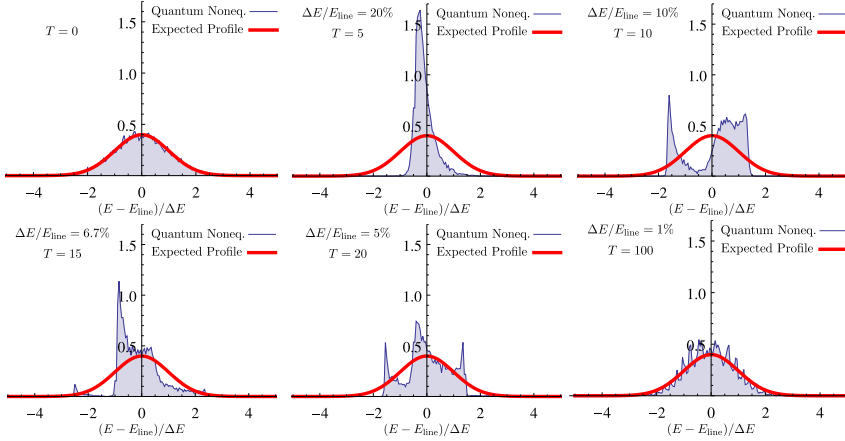 1.5
Quantum Noneq.
Expected Profile
T = 0
1.0
0.5
−4 −2 0 2 4
(E − E_line)/ΔE
ΔE/E_line = 20%
T = 5
1.5
Quantum Noneq.
Expected Profile
1.0
0.5
−4 −2 0 2 4
(E − E_line)/ΔE
ΔE/E_line = 10%
T = 10
1.5
Quantum Noneq.
Expected Profile
1.0
0.5
−4 −2 0 2 4
(E − E_line)/ΔE
ΔE/E_line = 6.7%
T = 15
1.5
Quantum Noneq.
Expected Profile
1.0
0.5
−4 −2 0 2 4
(E − E_line)/ΔE
ΔE/E_line = 5%
T = 20
1.5
Quantum Noneq.
Expected Profile
1.0
0.5
−4 −2 0 2 4
(E − E_line)/ΔE
ΔE/E_line = 1%
T = 100
1.5
Quantum Noneq.
Expected Profile
1.0
0.5
−4 −2 0 2 4
(E − E_line)/ΔE